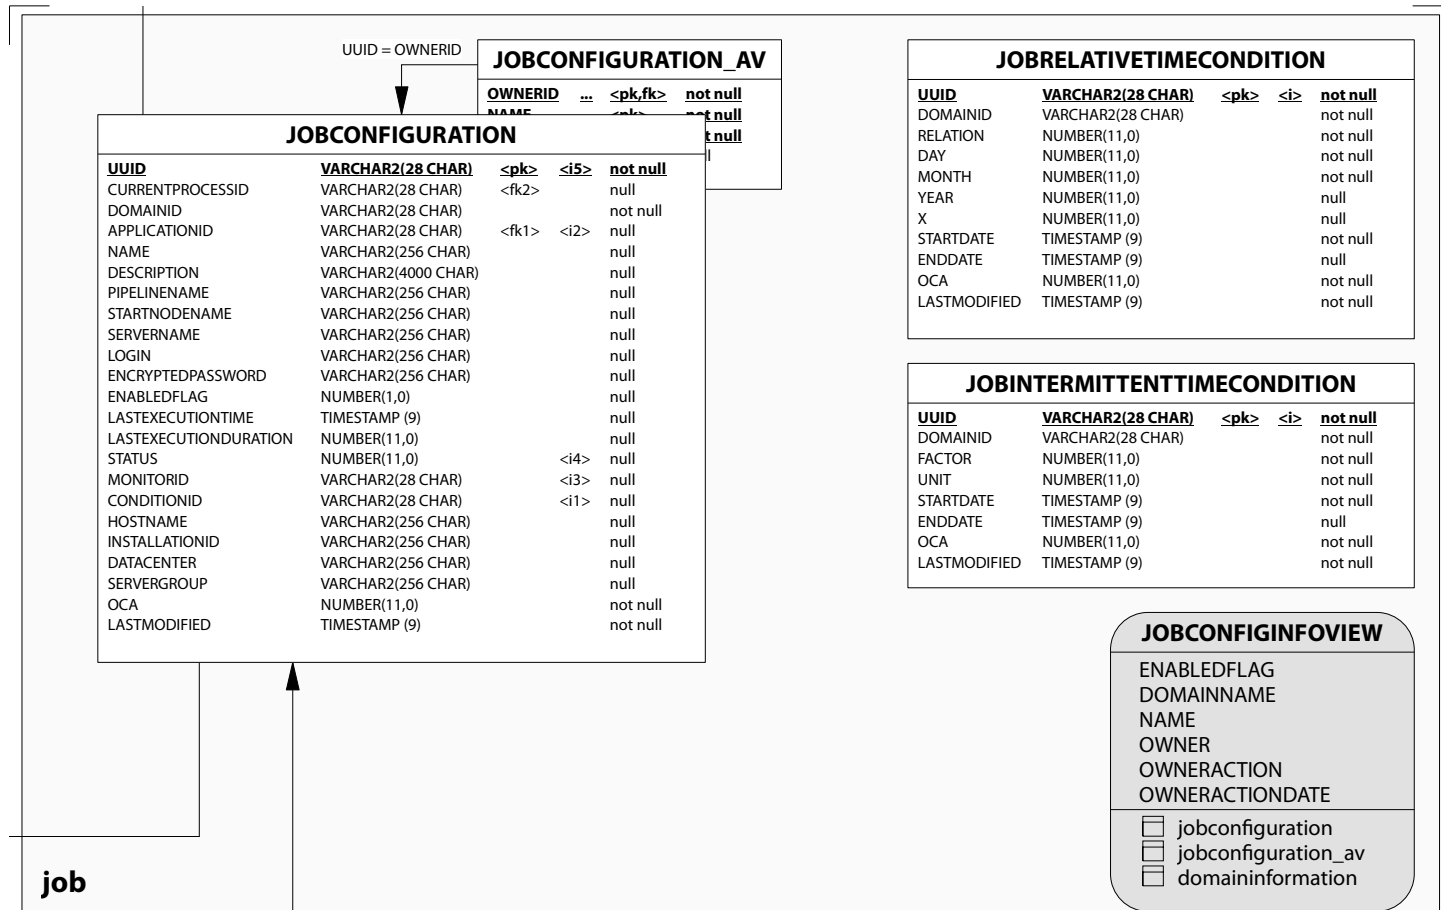 UUID = OWNERID
JOBCONFIGURATION_AV
OWNERID ... <pk,fk> not null
not null
not null
JOBCONFIGURATION
UUID VARCHAR2(28 CHAR) <pk> <i5> not null
CURRENTPROCESSID VARCHAR2(28 CHAR) <fk2> null
DOMAINID VARCHAR2(28 CHAR) not null
APPLICATIONID VARCHAR2(28 CHAR) <fk1> <i2> null
NAME VARCHAR2(256 CHAR) null
DESCRIPTION VARCHAR2(4000 CHAR) null
PIPELINENAME VARCHAR2(256 CHAR) null
STARTNODENAME VARCHAR2(256 CHAR) null
SERVERNAME VARCHAR2(256 CHAR) null
LOGIN VARCHAR2(256 CHAR) null
ENCRYPTEDPASSWORD VARCHAR2(256 CHAR) null
ENABLEDFLAG NUMBER(1,0) null
LASTEXECUTIONTIME TIMESTAMP (9) null
LASTEXECUTIONDURATION NUMBER(11,0) null
STATUS NUMBER(11,0) <i4> null
MONITORID VARCHAR2(28 CHAR) <i3> null
CONDITIONID VARCHAR2(28 CHAR) <i1> null
HOSTNAME VARCHAR2(256 CHAR) null
INSTALLATIONID VARCHAR2(256 CHAR) null
DATACENTER VARCHAR2(256 CHAR) null
SERVERGROUP VARCHAR2(256 CHAR) null
OCA NUMBER(11,0) not null
LASTMODIFIED TIMESTAMP (9) not null
JOBRELATIVETIMECONDITION
UUID VARCHAR2(28 CHAR) <pk> <i> not null
DOMAINID VARCHAR2(28 CHAR) not null
RELATION NUMBER(11,0) not null
DAY NUMBER(11,0) not null
MONTH NUMBER(11,0) not null
YEAR NUMBER(11,0) null
X NUMBER(11,0) null
STARTDATE TIMESTAMP (9) not null
ENDDATE TIMESTAMP (9) null
OCA NUMBER(11,0) not null
LASTMODIFIED TIMESTAMP (9) not null
JOBINTERMITTENTTIMECONDITION
UUID VARCHAR2(28 CHAR) <pk> <i> not null
DOMAINID VARCHAR2(28 CHAR) not null
FACTOR NUMBER(11,0) not null
UNIT NUMBER(11,0) not null
STARTDATE TIMESTAMP (9) not null
ENDDATE TIMESTAMP (9) null
OCA NUMBER(11,0) not null
LASTMODIFIED TIMESTAMP (9) not null
JOBCONFIGINFOVIEW
ENABLEDFLAG
DOMAINNAME
NAME
OWNER
OWNERACTION
OWNERACTIONDATE
jobconfiguration
jobconfiguration_av
domaininformation
job